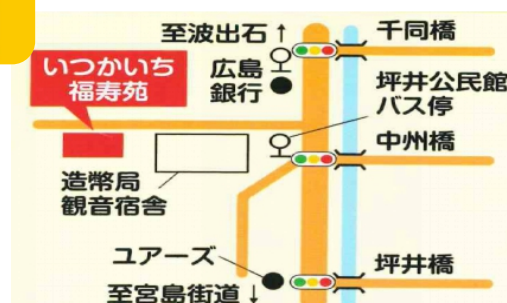 至波出石↑
千同橋
いつかいち
福寿苑
広島
銀行
坪井公民館
バス停
中州橋
造幣局
観音宿舎
ユアーズ
坪井橋
至宮島街道↓